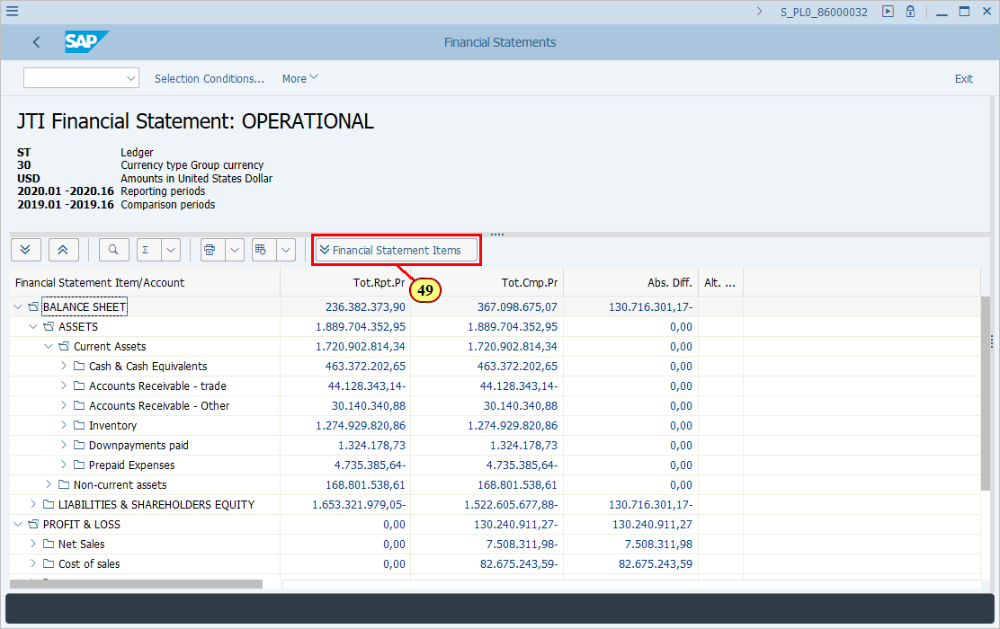 S_PL0_86000032
SAP Financial Statements
Selection Conditions... More Exit
JTI Financial Statement: OPERATIONAL
ST Ledger
30 Currency type Group currency
USD Amounts in United States Dollar
2020.01 -2020.16 Reporting periods
2019.01 -2019.16 Comparison periods
Σ Financial Statement Items
Financial Statement Item/Account Tot.Rpt.Pr Tot.Cmp.Pr Abs. Diff. Alt. ...
49
BALANCE SHEET 236.382.373,90 367.098.675,07 130.716.301,17-
ASSETS 1.889.704.352,95 1.889.704.352,95 0,00
Current Assets 1.720.902.814,34 1.720.902.814,34 0,00
Cash & Cash Equivalents 463.372.202,65 463.372.202,65 0,00
Accounts Receivable - trade 44.128.343,14- 44.128.343,14- 0,00
Accounts Receivable - Other 30.140.340,88 30.140.340,88 0,00
Inventory 1.274.929.820,86 1.274.929.820,86 0,00
Downpayments paid 1.324.178,73 1.324.178,73 0,00
Prepaid Expenses 4.735.385,64- 4.735.385,64- 0,00
Non-current assets 168.801.538,61 168.801.538,61 0,00
LIABILITIES & SHAREHOLDERS EQUITY 1.653.321.979,05- 1.522.605.677,88- 130.716.301,17-
PROFIT & LOSS 0,00 130.240.911,27- 130.240.911,27
Net Sales 0,00 7.508.311,98- 7.508.311,98
Cost of sales 0,00 82.675.243,59- 82.675.243,59